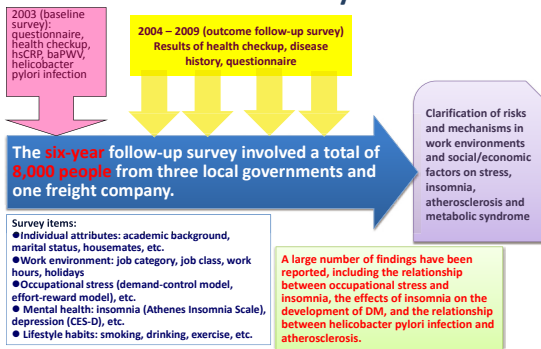 2003 (baseline
survey):
questionnaire,
health checkup,
hsCRP, baPWV,
helicobacter
pylori infection
2004 – 2009 (outcome follow-up survey)
Results of health checkup, disease
history, questionnaire
The six-year follow-up survey involved a total of
8,000 people from three local governments and
one freight company.
Clarification of risks
and mechanisms in
work environments
and social/economic
factors on stress,
insomnia,
atherosclerosis and
metabolic syndrome
Survey items:
●Individual attributes: academic background,
marital status, housemates, etc.
●Work environment: job category, job class, work
hours, holidays
●Occupational stress (demand-control model,
effort-reward model), etc.
●Mental health: insomnia (Athenes Insomnia Scale),
depression (CES-D), etc.
● Lifestyle habits: smoking, drinking, exercise, etc.
A large number of findings have been
reported, including the relationship
between occupational stress and
insomnia, the effects of insomnia on the
development of DM, and the relationship
between helicobacter pylori infection and
atherosclerosis.